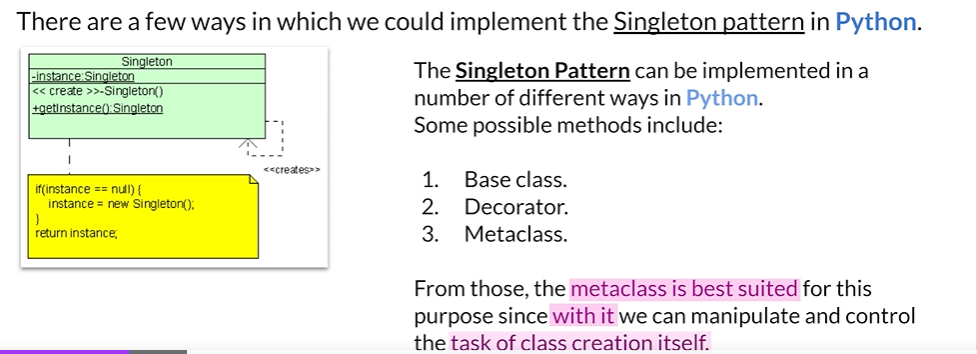 There are a few ways in which we could implement the Singleton pattern in Python.
Singleton
-instance:Singleton
<< create >>-Singleton()
+getInstance():Singleton
<<creates>>
if(instance == null) {
instance = new Singleton();
}
return instance;
The Singleton Pattern can be implemented in a
number of different ways in Python.
Some possible methods include:
1. Base class.
2. Decorator.
3. Metaclass.
From those, the metaclass is best suited for this
purpose since with it we can manipulate and control
the task of class creation itself.